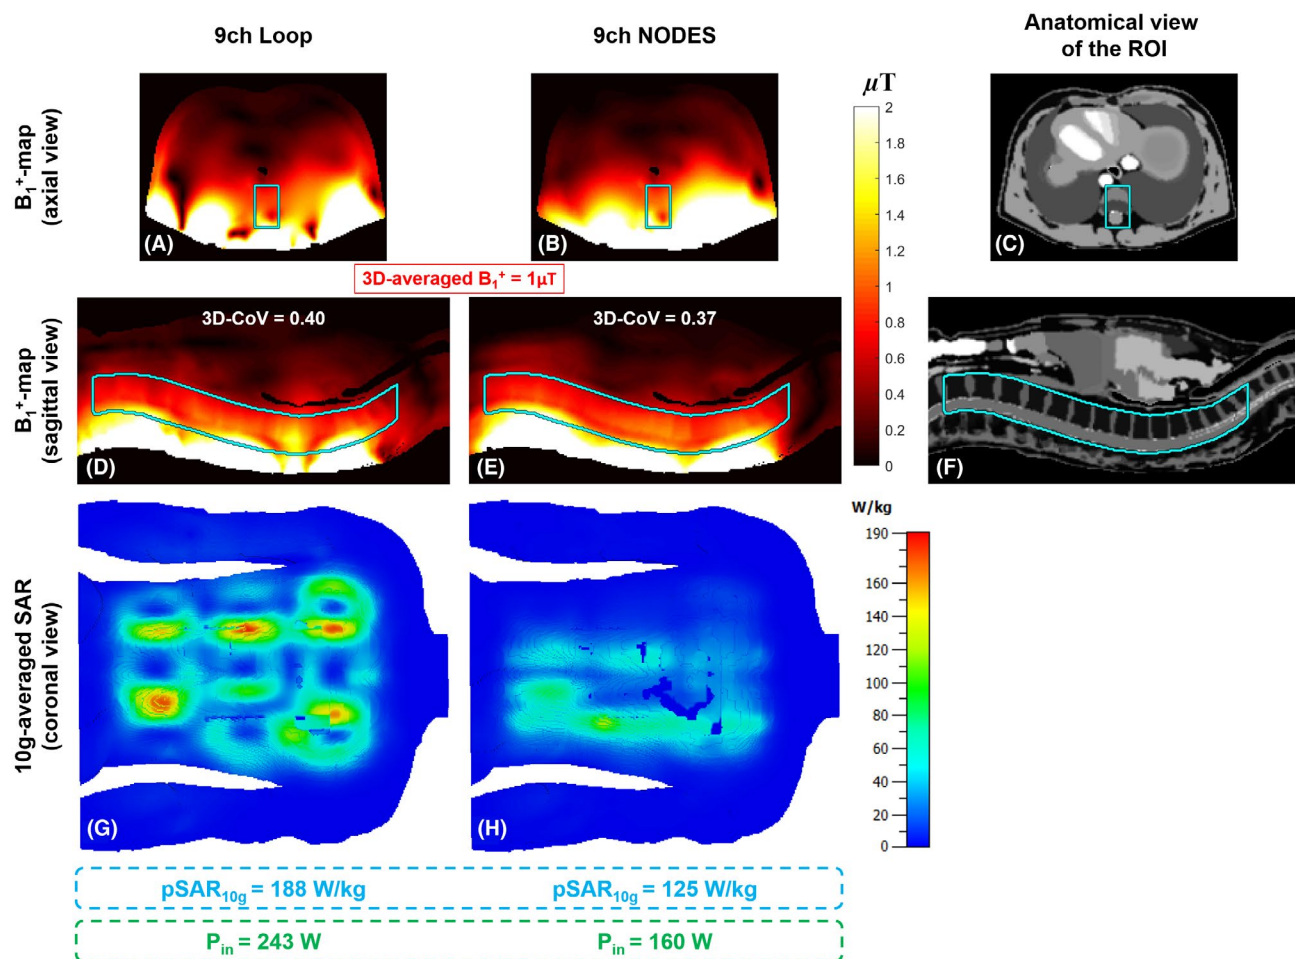 9ch Loop
9ch NODES
Anatomical view
of the ROI
B₁⁺-map
(axial view)
(A)
(B)
(C)
μT
2
1.8
1.6
1.4
1.2
1
0.8
0.6
0.4
0.2
0
3D-averaged B₁⁺ = 1μT
B₁⁺-map
(sagittal view)
3D-CoV = 0.40
3D-CoV = 0.37
(D)
(E)
(F)
10g-averaged SAR
(coronal view)
(G)
(H)
W/kg
190
160
140
120
100
80
60
40
20
0
pSAR₁₀g = 188 W/kg
pSAR₁₀g = 125 W/kg
Pᵢₙ = 243 W
Pᵢₙ = 160 W